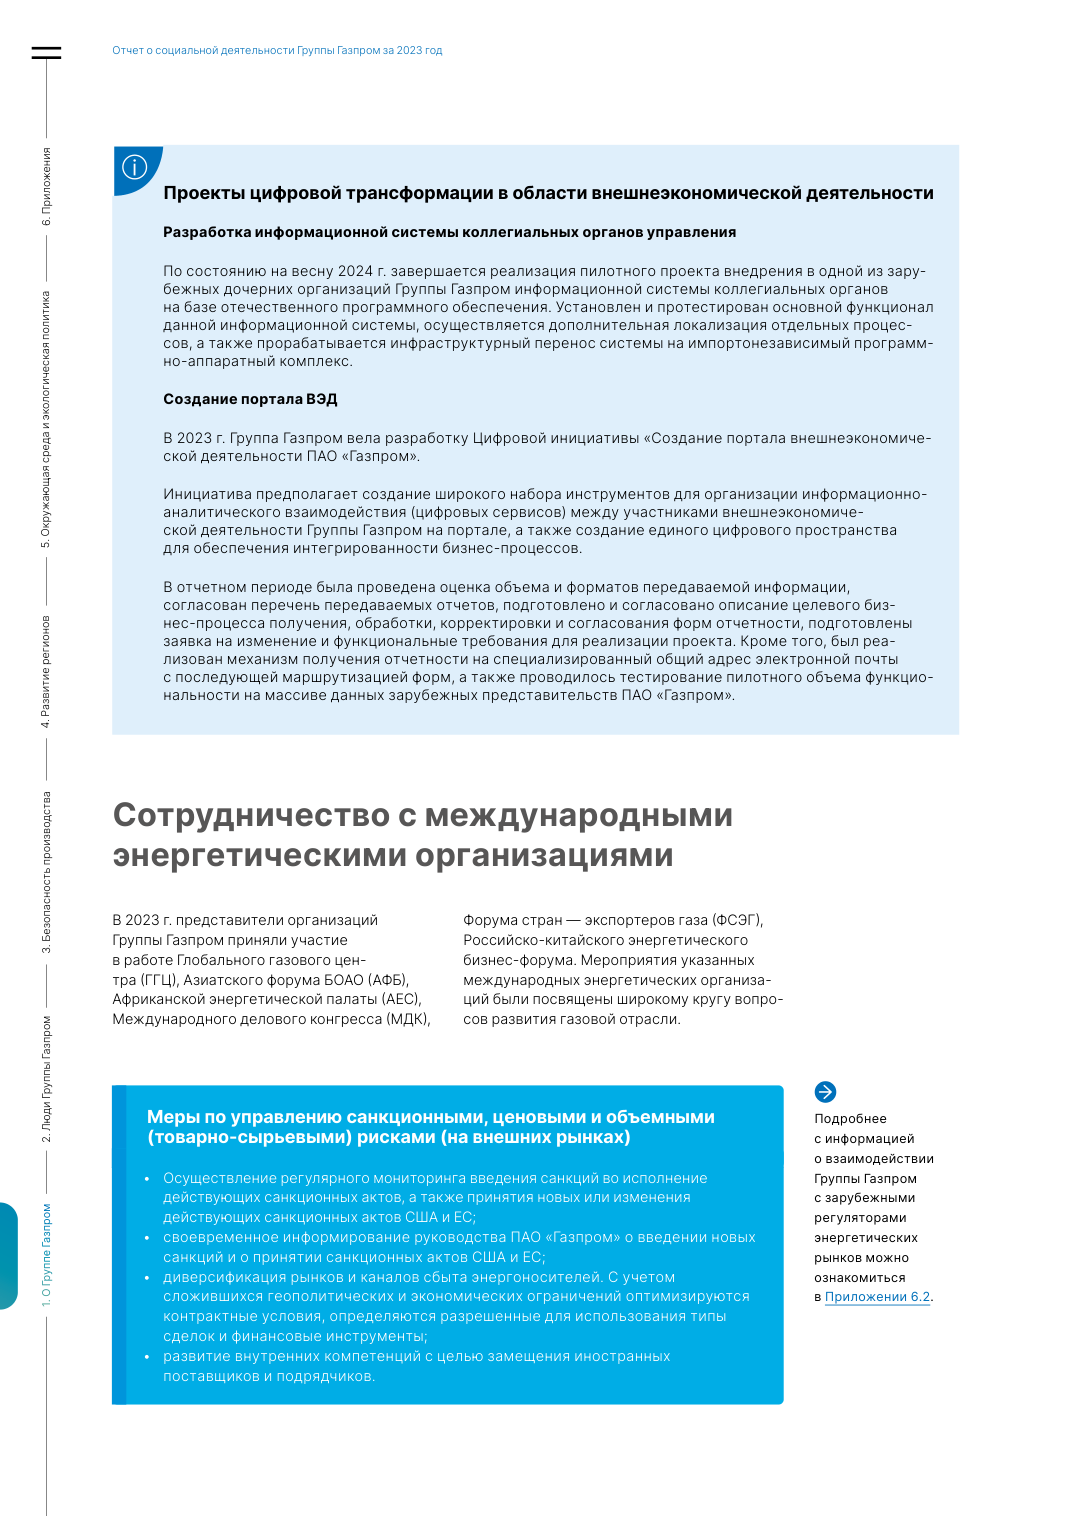 Отчет о социальной деятельности Группы Газпром за 2023 год
6. Приложения
5. Окружающая среда и экологическая политика
4. Развитие регионов
3. Безопасность производства
2. Люди Группы Газпром
1. О Группе Газпром
Проекты цифровой трансформации в области внешнеэкономической деятельности
Разработка информационной системы коллегиальных органов управления
По состоянию на весну 2024 г. завершается реализация пилотного проекта внедрения в одной из зару-
бежных дочерних организаций Группы Газпром информационной системы коллегиальных органов
на базе отечественного программного обеспечения. Установлен и протестирован основной функционал
данной информационной системы, осуществляется дополнительная локализация отдельных процес-
сов, а также прорабатывается инфраструктурный перенос системы на импортонезависимый программ-
но-аппаратный комплекс.
Создание портала ВЭД
В 2023 г. Группа Газпром вела разработку Цифровой инициативы «Создание портала внешнеэкономиче-
ской деятельности ПАО «Газпром».
Инициатива предполагает создание широкого набора инструментов для организации информационно-
аналитического взаимодействия (цифровых сервисов) между участниками внешнеэкономиче-
ской деятельности Группы Газпром на портале, а также создание единого цифрового пространства
для обеспечения интегрированности бизнес-процессов.
В отчетном периоде была проведена оценка объема и форматов передаваемой информации,
согласован перечень передаваемых отчетов, подготовлено и согласовано описание целевого биз-
нес-процесса получения, обработки, корректировки и согласования форм отчетности, подготовлены
заявка на изменение и функциональные требования для реализации проекта. Кроме того, был реа-
лизован механизм получения отчетности на специализированный общий адрес электронной почты
с последующей маршрутизацией форм, а также проводилось тестирование пилотного объема функцио-
нальности на массиве данных зарубежных представительств ПАО «Газпром».
Сотрудничество с международными
энергетическими организациями
В 2023 г. представители организаций
Группы Газпром приняли участие
в работе Глобального газового цен-
тра (ГГЦ), Азиатского форума БОАО (АФБ),
Африканской энергетической палаты (АЕС),
Международного делового конгресса (МДК),
Форума стран — экспортеров газа (ФСЭГ),
Российско-китайского энергетического
бизнес-форума. Мероприятия указанных
международных энергетических организа-
ций были посвящены широкому кругу вопро-
сов развития газовой отрасли.
Меры по управлению санкционными, ценовыми и объемными
(товарно-сырьевыми) рисками (на внешних рынках)
• Осуществление регулярного мониторинга введения санкций во исполнение
действующих санкционных актов, а также принятия новых или изменения
действующих санкционных актов США и ЕС;
• своевременное информирование руководства ПАО «Газпром» о введении новых
санкций и о принятии санкционных актов США и ЕС;
• диверсификация рынков и каналов сбыта энергоносителей. С учетом
сложившихся геополитических и экономических ограничений оптимизируются
контрактные условия, определяются разрешенные для использования типы
сделок и финансовые инструменты;
• развитие внутренних компетенций с целью замещения иностранных
поставщиков и подрядчиков.
Подробнее
с информацией
о взаимодействии
Группы Газпром
с зарубежными
регуляторами
энергетических
рынков можно
ознакомиться
в Приложении 6.2.